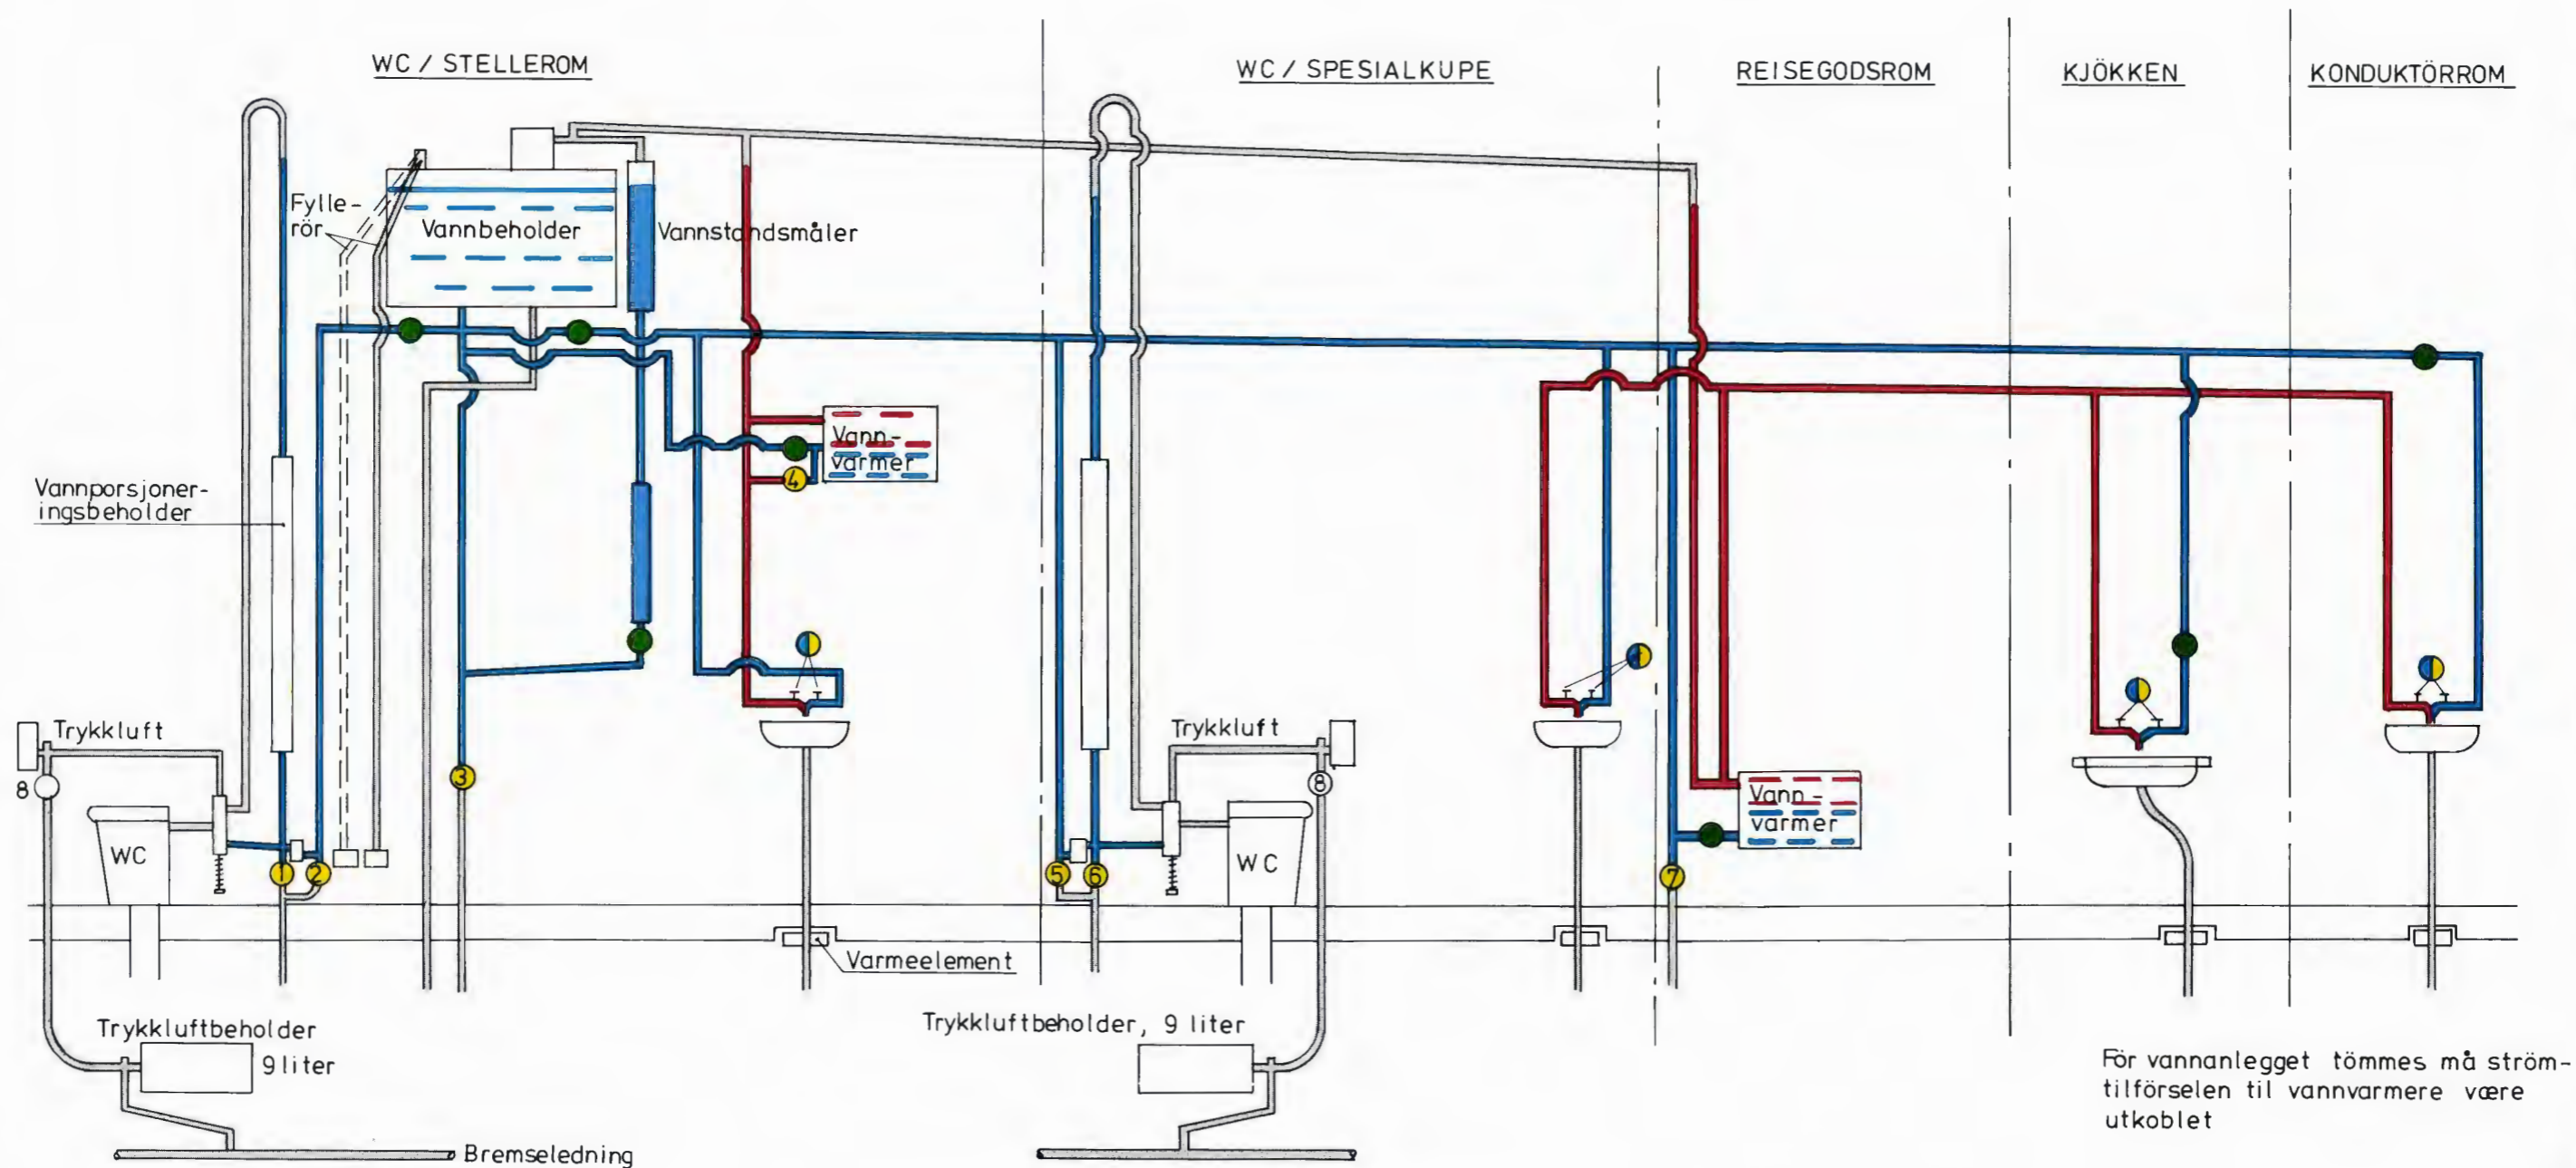 WC / STELLEROM
WC / SPESIALKUPE
REISEGODSROM
KJÖKKEN
KONDUKTÖRROM
Fylle-
rör
Vannbeholder
Vannstandsmåler
Vann-
varmer
4
Vannporsjoner-
ingsbeholder
Trykkluft
8
WC
1
2
3
Varmeelement
Trykkluftbeholder
9 liter
Bremseledning
5
6
Trykkluft
8
WC
Trykkluftbeholder, 9 liter
7
Vann-
varmer
För vannanlegget tömmes må ström-
tilförselen til vannvarmere være
utkoblet